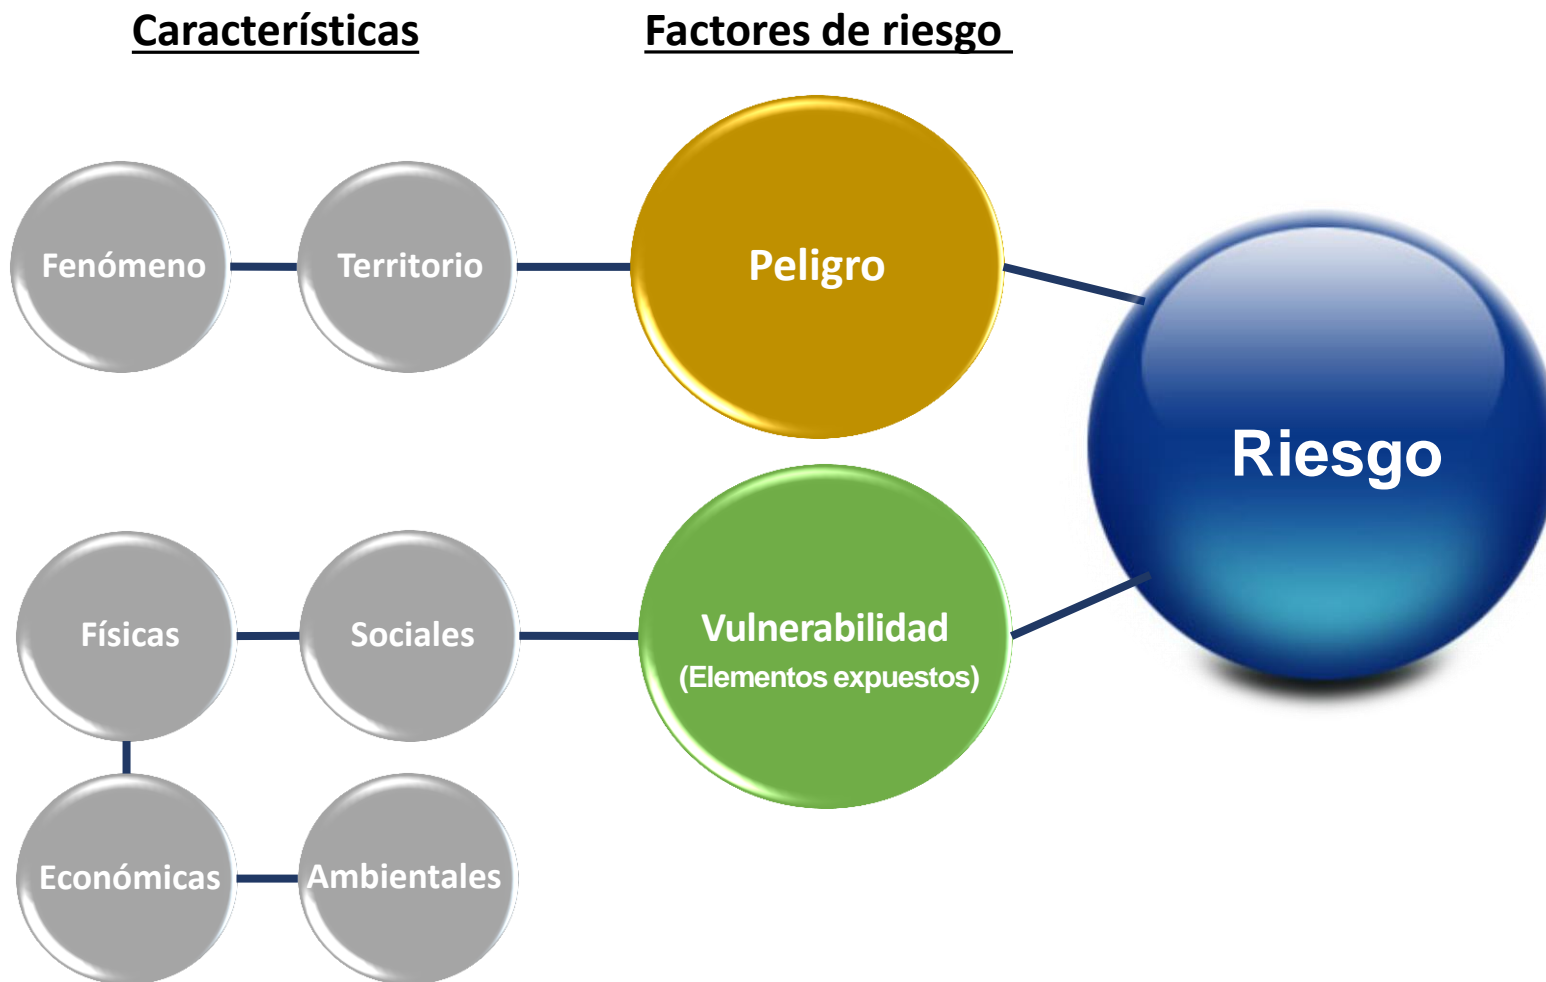 Características
Factores de riesgo
Fenómeno
Territorio
Peligro
Riesgo
Físicas
Sociales
Vulnerabilidad
(Elementos expuestos)
Económicas
Ambientales